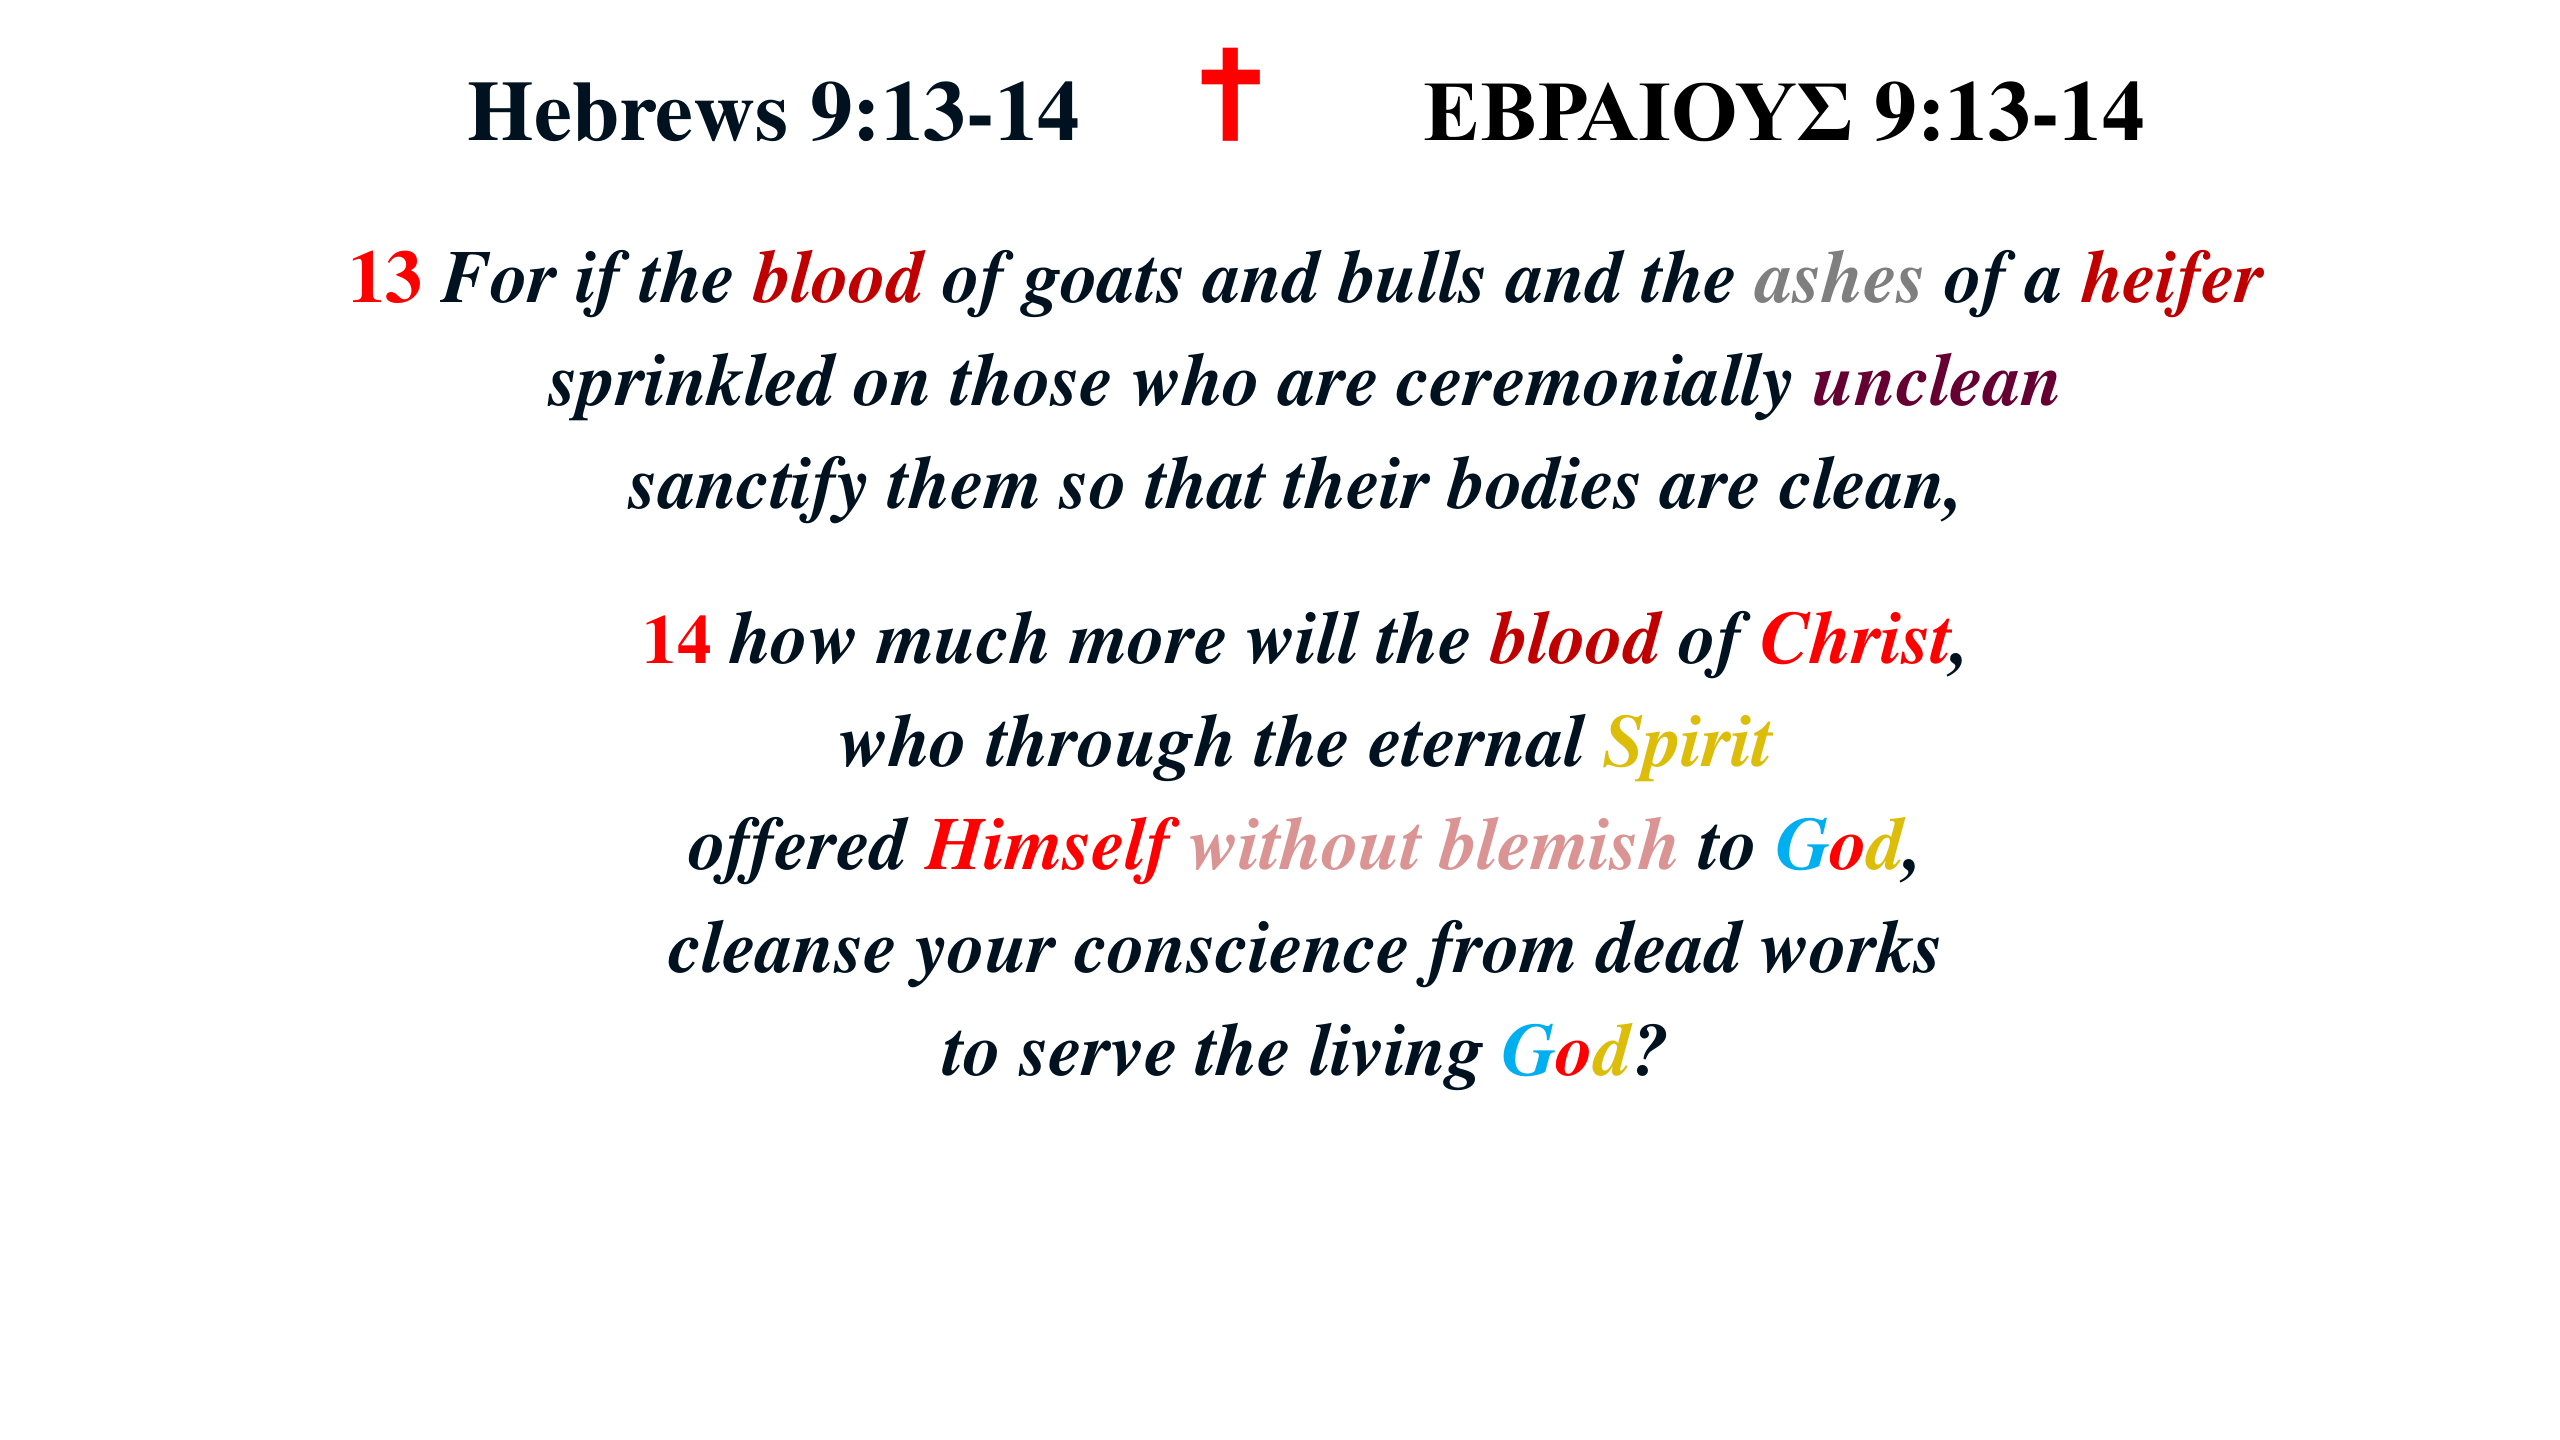 Hebrews 9:13-14 ✝ ΕΒΡΑΙΟΥΣ 9:13-14
13 For if the blood of goats and bulls and the ashes of a heifer
sprinkled on those who are ceremonially unclean
sanctify them so that their bodies are clean,
14 how much more will the blood of Christ,
who through the eternal Spirit
offered Himself without blemish to God,
cleanse your conscience from dead works
to serve the living God?